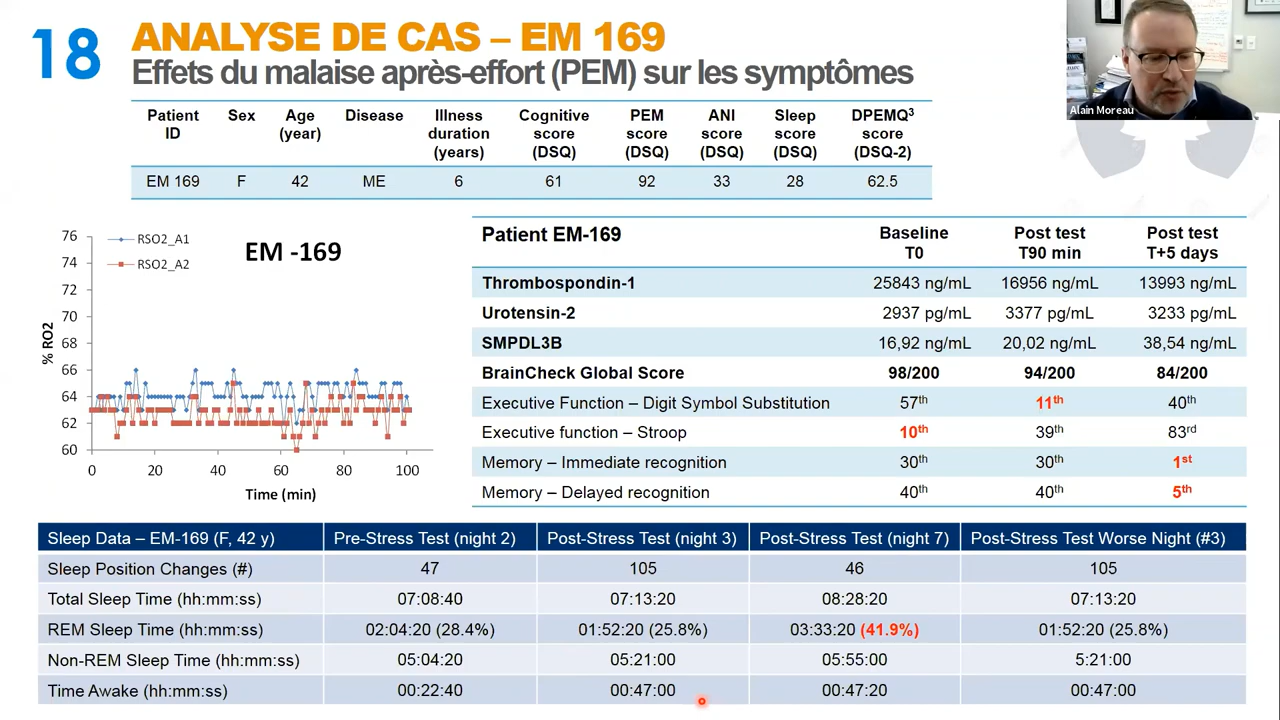 18
ANALYSE DE CAS – EM 169
Effets du malaise après-effort (PEM) sur les symptômes
Alain Moreau
Patient ID Sex Age (year) Disease Illness duration (years) Cognitive score (DSQ) PEM score (DSQ) ANI score (DSQ) Sleep score (DSQ) DPEMQ³ score (DSQ-2)
EM 169 F 42 ME 6 61 92 33 28 62.5
EM -169
RSO2_A1
RSO2_A2
% RO2
76
74
72
70
68
66
64
62
60
0 20 40 60 80 100
Time (min)
Patient EM-169 Baseline T0 Post test T90 min Post test T+5 days
Thrombospondin-1 25843 ng/mL 16956 ng/mL 13993 ng/mL
Urotensin-2 2937 pg/mL 3377 pg/mL 3233 pg/mL
SMPDL3B 16,92 ng/mL 20,02 ng/mL 38,54 ng/mL
BrainCheck Global Score 98/200 94/200 84/200
Executive Function – Digit Symbol Substitution 57th 11th 40th
Executive function – Stroop 10th 39th 83rd
Memory – Immediate recognition 30th 30th 1st
Memory – Delayed recognition 40th 40th 5th
Sleep Data – EM-169 (F, 42 y) Pre-Stress Test (night 2) Post-Stress Test (night 3) Post-Stress Test (night 7) Post-Stress Test Worse Night (#3)
Sleep Position Changes (#) 47 105 46 105
Total Sleep Time (hh:mm:ss) 07:08:40 07:13:20 08:28:20 07:13:20
REM Sleep Time (hh:mm:ss) 02:04:20 (28.4%) 01:52:20 (25.8%) 03:33:20 (41.9%) 01:52:20 (25.8%)
Non-REM Sleep Time (hh:mm:ss) 05:04:20 05:21:00 05:55:00 5:21:00
Time Awake (hh:mm:ss) 00:22:40 00:47:00 00:47:20 00:47:00